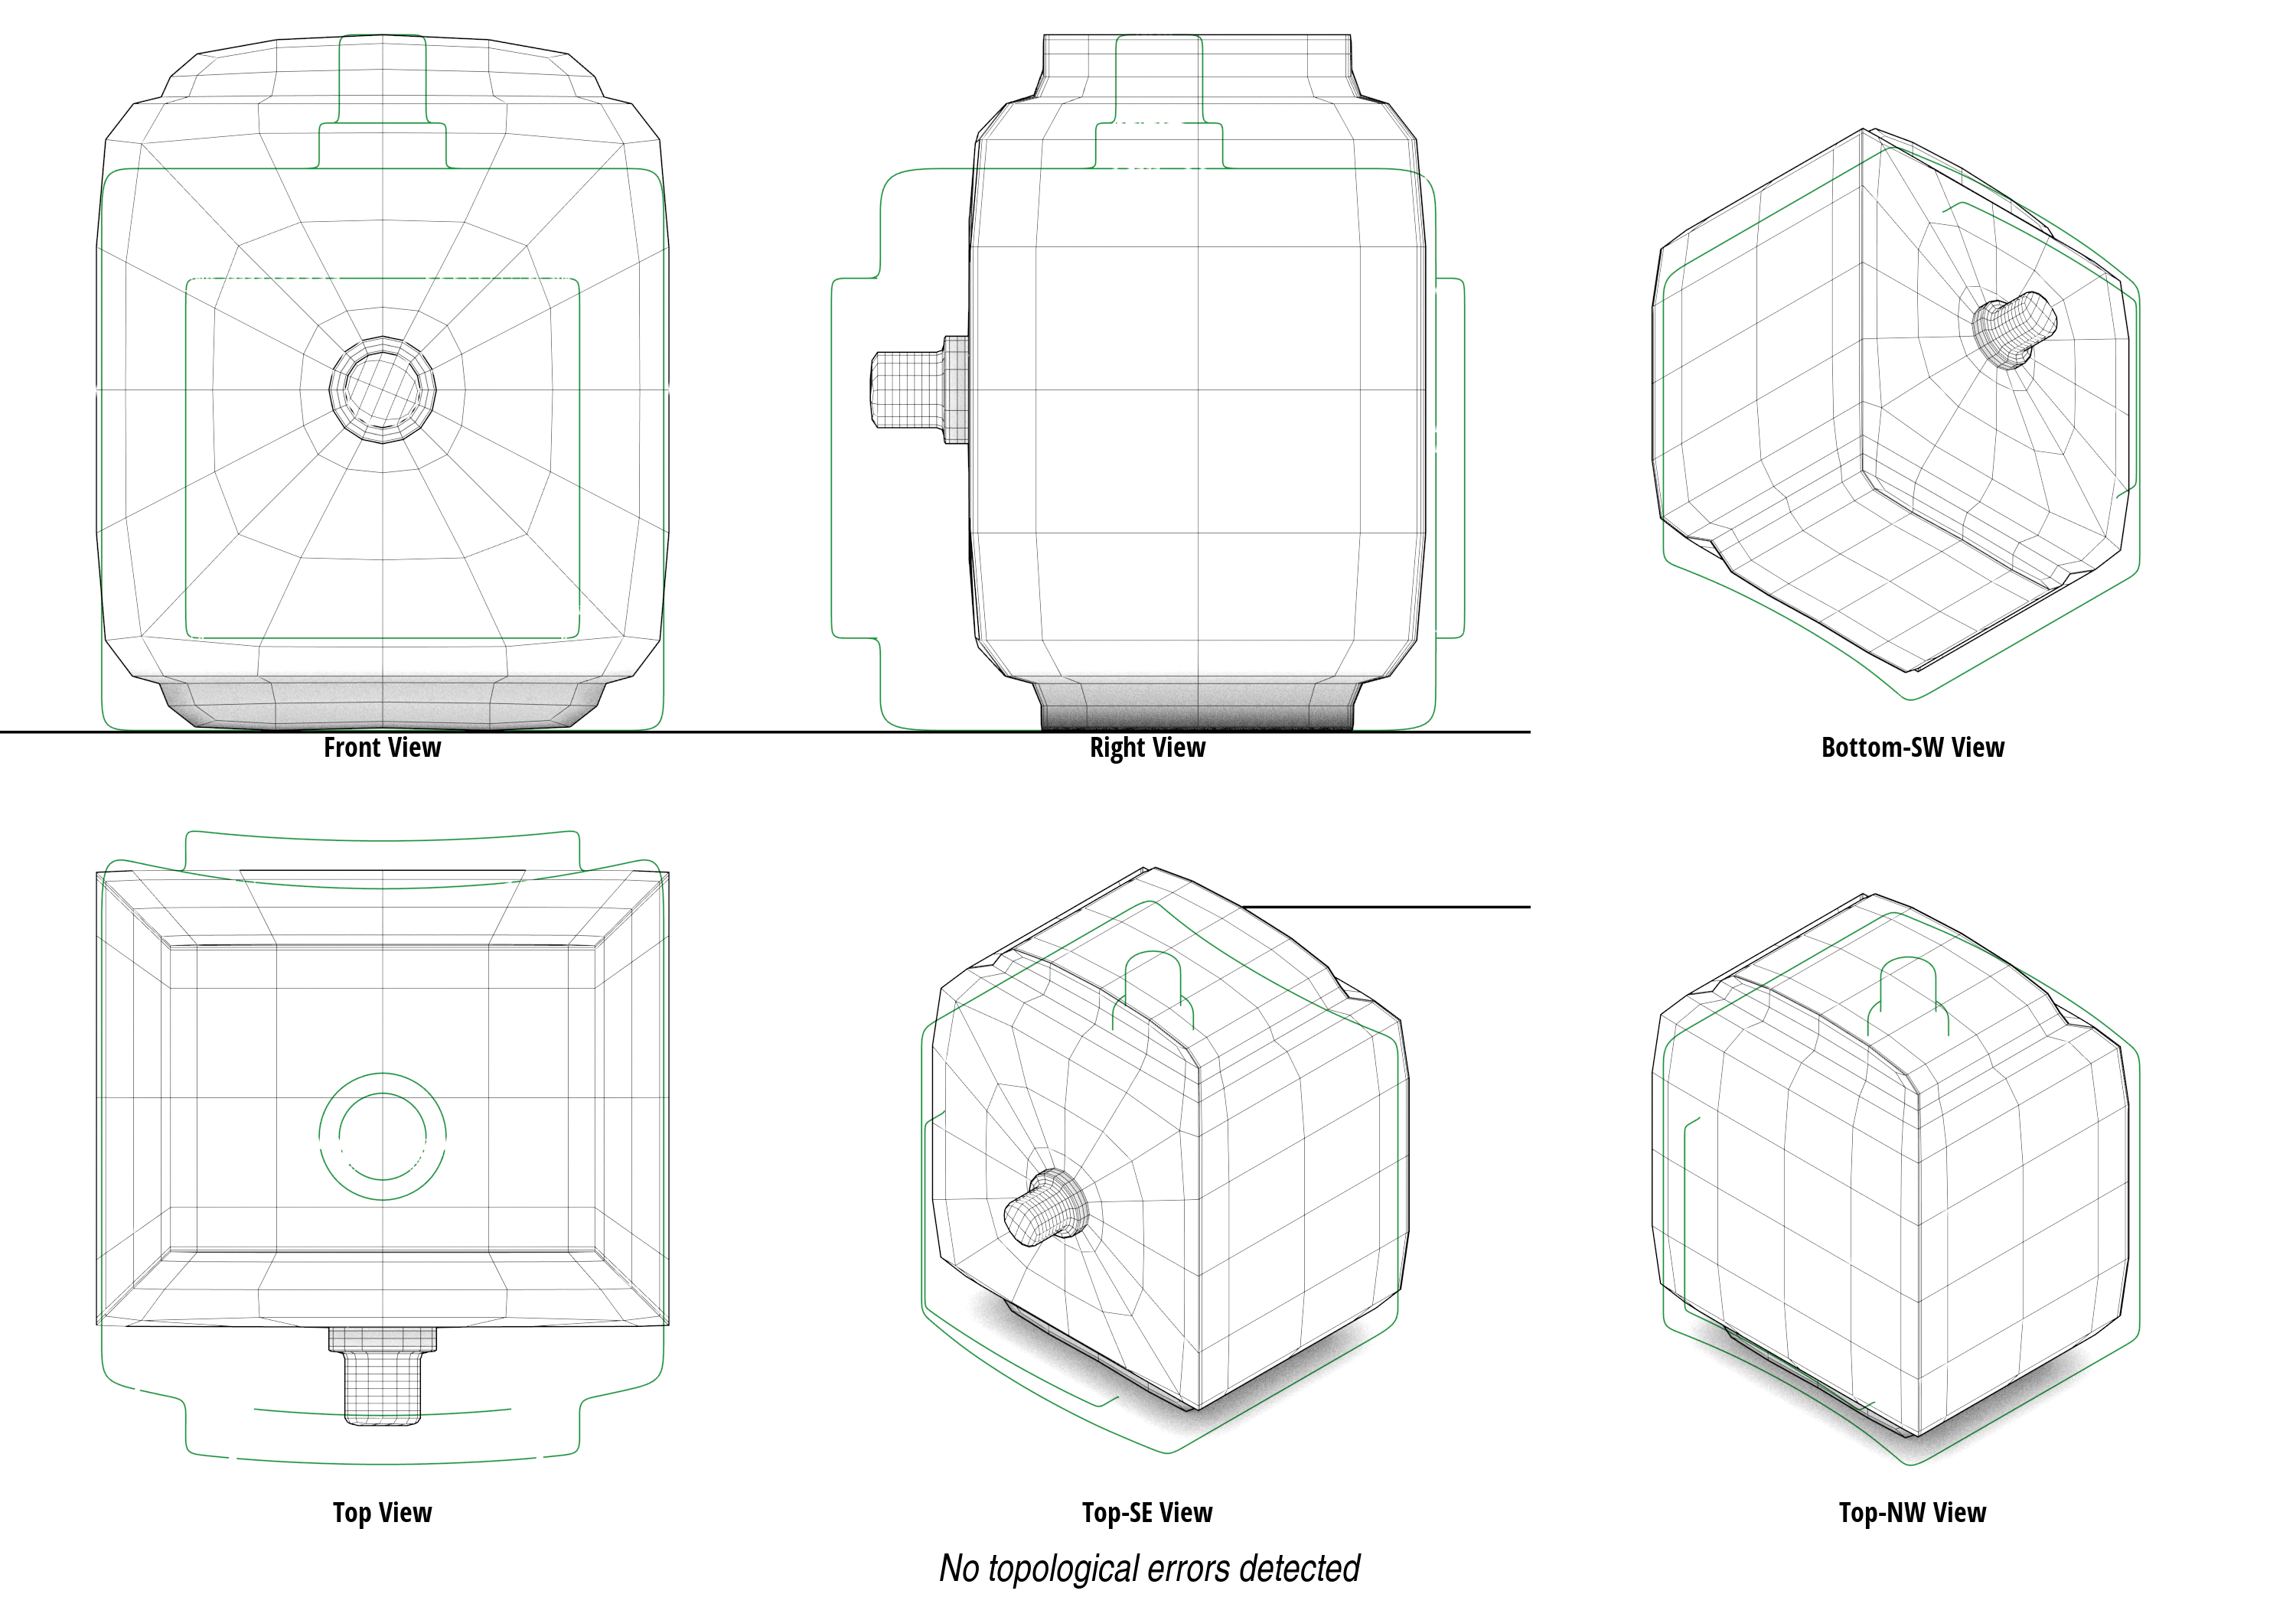 Front View
Right View
Bottom-SW View
Top View
Top-SE View
Top-NW View
No topological errors detected